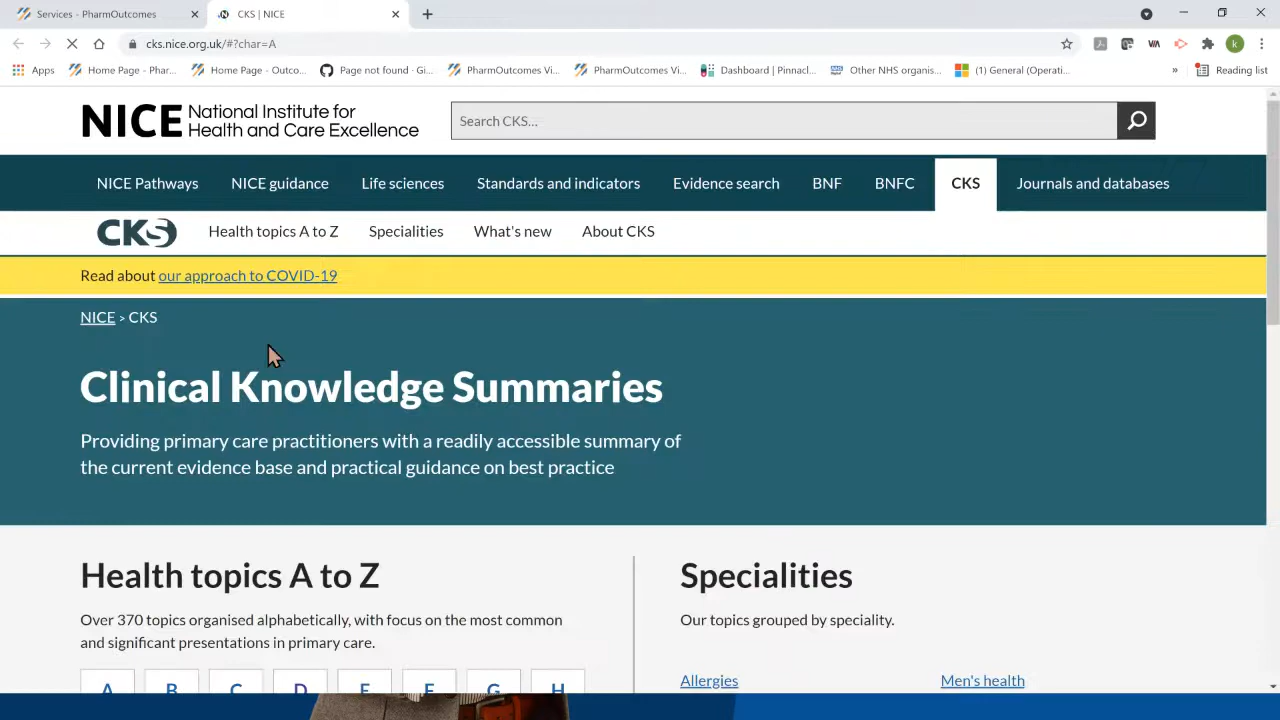 Services - PharmOutcomes
CKS | NICE
cks.nice.org.uk/#?char=A
Apps
Home Page - Phar...
Home Page - Outco...
Page not found · Gi...
PharmOutcomes Vi...
PharmOutcomes Vi...
Dashboard | Pinnacl...
Other NHS organis...
(1) General (Operati...
»
Reading list
NICE National Institute for
Health and Care Excellence
Search CKS...
NICE Pathways
NICE guidance
Life sciences
Standards and indicators
Evidence search
BNF
BNFC
CKS
Journals and databases
CKS
Health topics A to Z
Specialities
What's new
About CKS
Read about our approach to COVID-19
NICE > CKS
Clinical Knowledge Summaries
Providing primary care practitioners with a readily accessible summary of
the current evidence base and practical guidance on best practice
Health topics A to Z
Over 370 topics organised alphabetically, with focus on the most common
and significant presentations in primary care.
A B C D E F G H
Specialities
Our topics grouped by speciality.
Allergies
Men's health